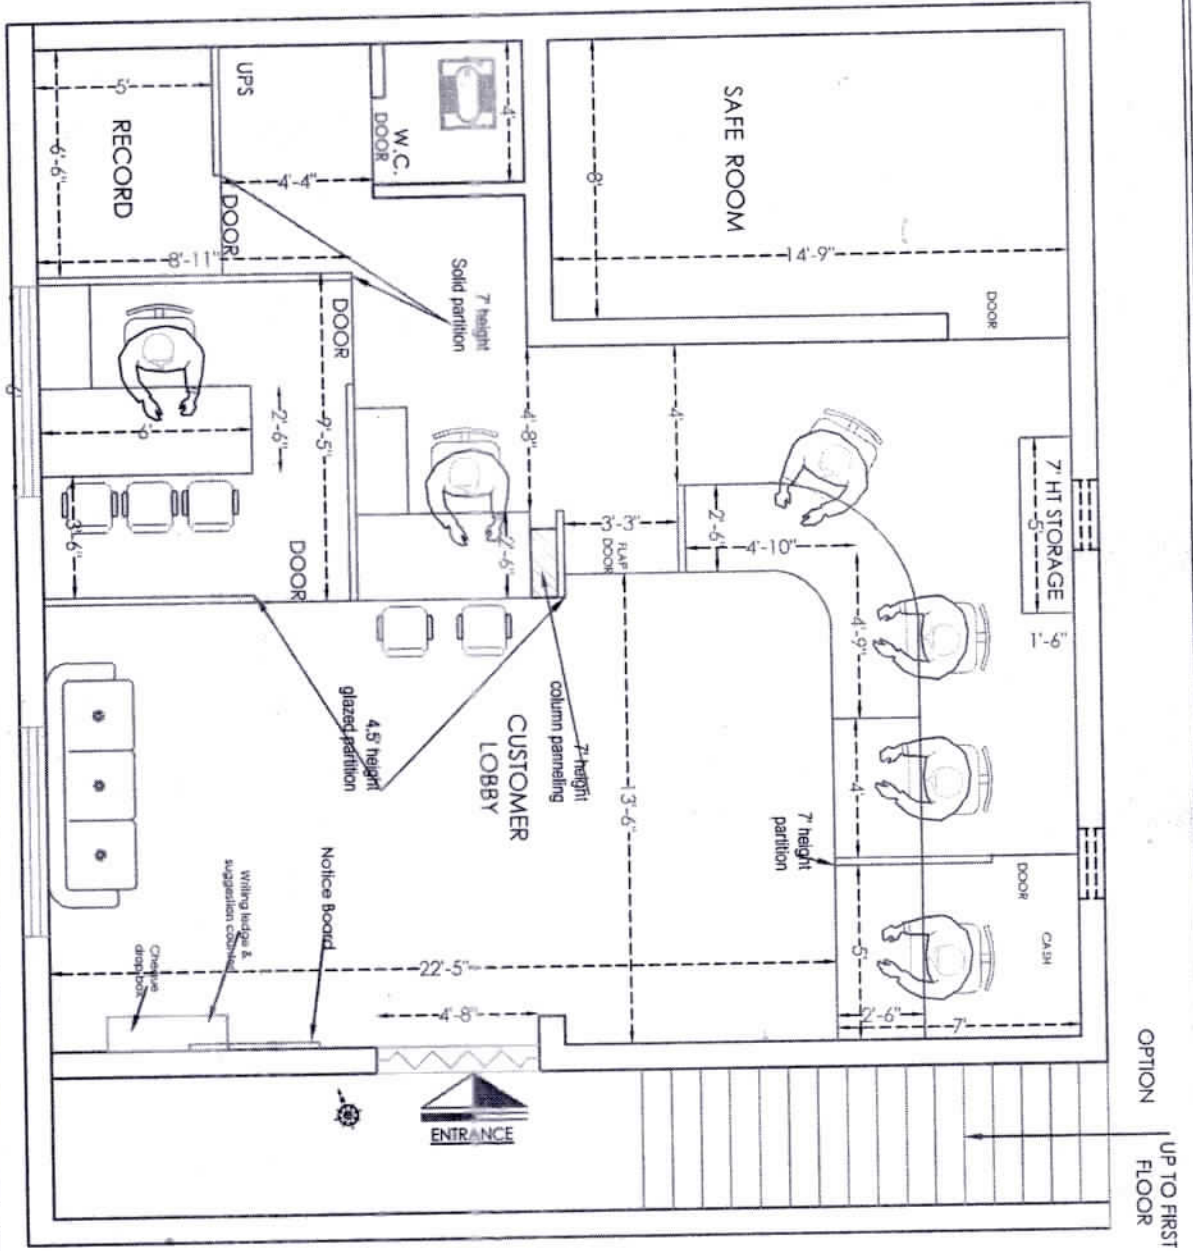 SAFE ROOM
8'
14'-9"
DOOR
4'
W.C.
DOOR
UPS
5'
RECORD
6'-6"
4'-4"
DOOR
8'-11"
7' height
Solid partition
DOOR
9'-5"
2'-6"
6'
3'-6"
DOOR
4'-8"
4'
2'-6"
3'-3"
FLAP
DOOR
2'-6"
4'-10"
4'-9"
7' HT STORAGE
5'
1'-6"
7' height
column panneling
4.5' height
glazed partition
CUSTOMER
LOBBY
13'-6"
7' height
partition
4'
DOOR
CASH
5'
2'-6"
7'
Notice Board
Writing ledge &
suggestion counter
Cheque
drop-box
22'-5"
4'-8"
ENTRANCE
OPTION
UP TO FIRST
FLOOR